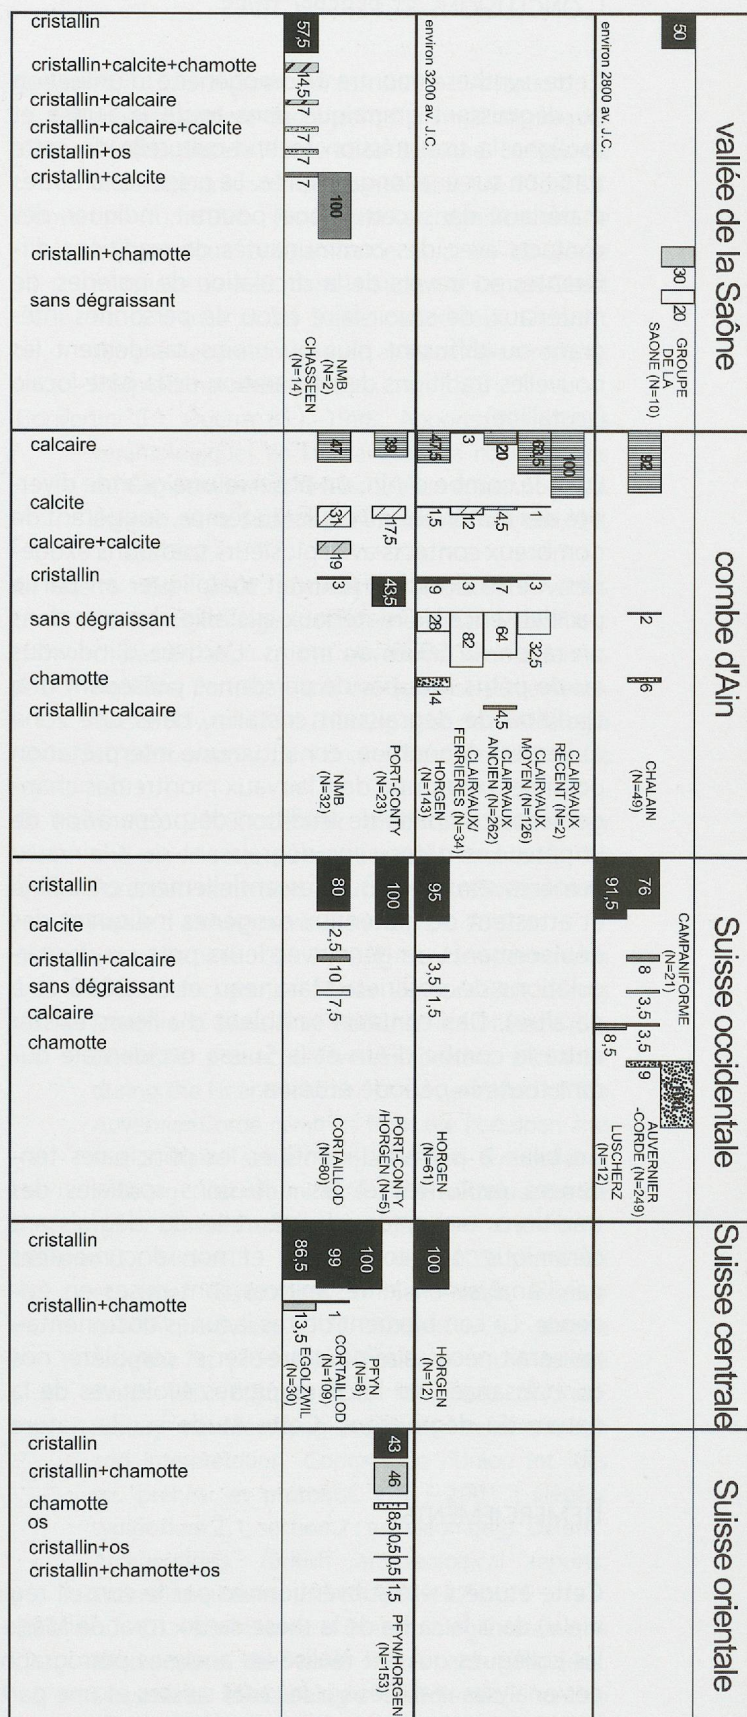 vallée de la Saône
cristallin
57,5
50
cristallin+calcite+chamotte
14,5
cristallin+calcaire
7
cristallin+calcaire+calcite
7
cristallin+os
7
cristallin+calcite
7
100
cristallin+chamotte
30
sans dégraissant
20
CHASSEEN
(N=14)
NMB
(N=2)
GROUPE
DE LA
SAONE (N=10)
environ 3200 av. J.C.
environ 2800 av. J.C.
combe d'Ain
calcaire
47
39
47,5
3
20
63,5
100
92
calcite
31
17,5
1,5
12
4,5
1
calcaire+calcite
19
cristallin
3
43,5
9
3
7
3
sans dégraissant
28
82
64
32,5
2
chamotte
14
6
cristallin+calcaire
4,5
NMB
(N=32)
PORT-CONTY
(N=23)
HORGEN
(N=143)
CLAIRVAUX/
FERRIERES (N=34)
CLAIRVAUX
ANCIEN (N=262)
CLAIRVAUX
MOYEN (N=126)
CLAIRVAUX
RECENT (N=2)
CHALAIN
(N=49)
Suisse occidentale
cristallin
80
100
95
91,5
76
calcite
2,5
cristallin+calcaire
10
3,5
8
sans dégraissant
7,5
1,5
3,5
calcaire
3,5
chamotte
8,5
9
100
CORTAILLOD
(N=80)
PORT-CONTY
/HORGEN (N=5)
HORGEN
(N=61)
LUSCHERZ
(N=12)
AUVERNIER
-CORDE (N=249)
CAMPANIFORME
(N=21)
Suisse centrale
cristallin
86,5
99
100
100
cristallin+chamotte
13,5
1
EGOLZWIL
(N=30)
CORTAILLOD
(N=109)
PFYN
(N=8)
HORGEN
(N=12)
Suisse orientale
cristallin
43
cristallin+chamotte
46
chamotte
8,5
os
0,5
cristallin+os
0,5
cristallin+chamotte+os
1,5
PFYN/HORGEN
(N=153)